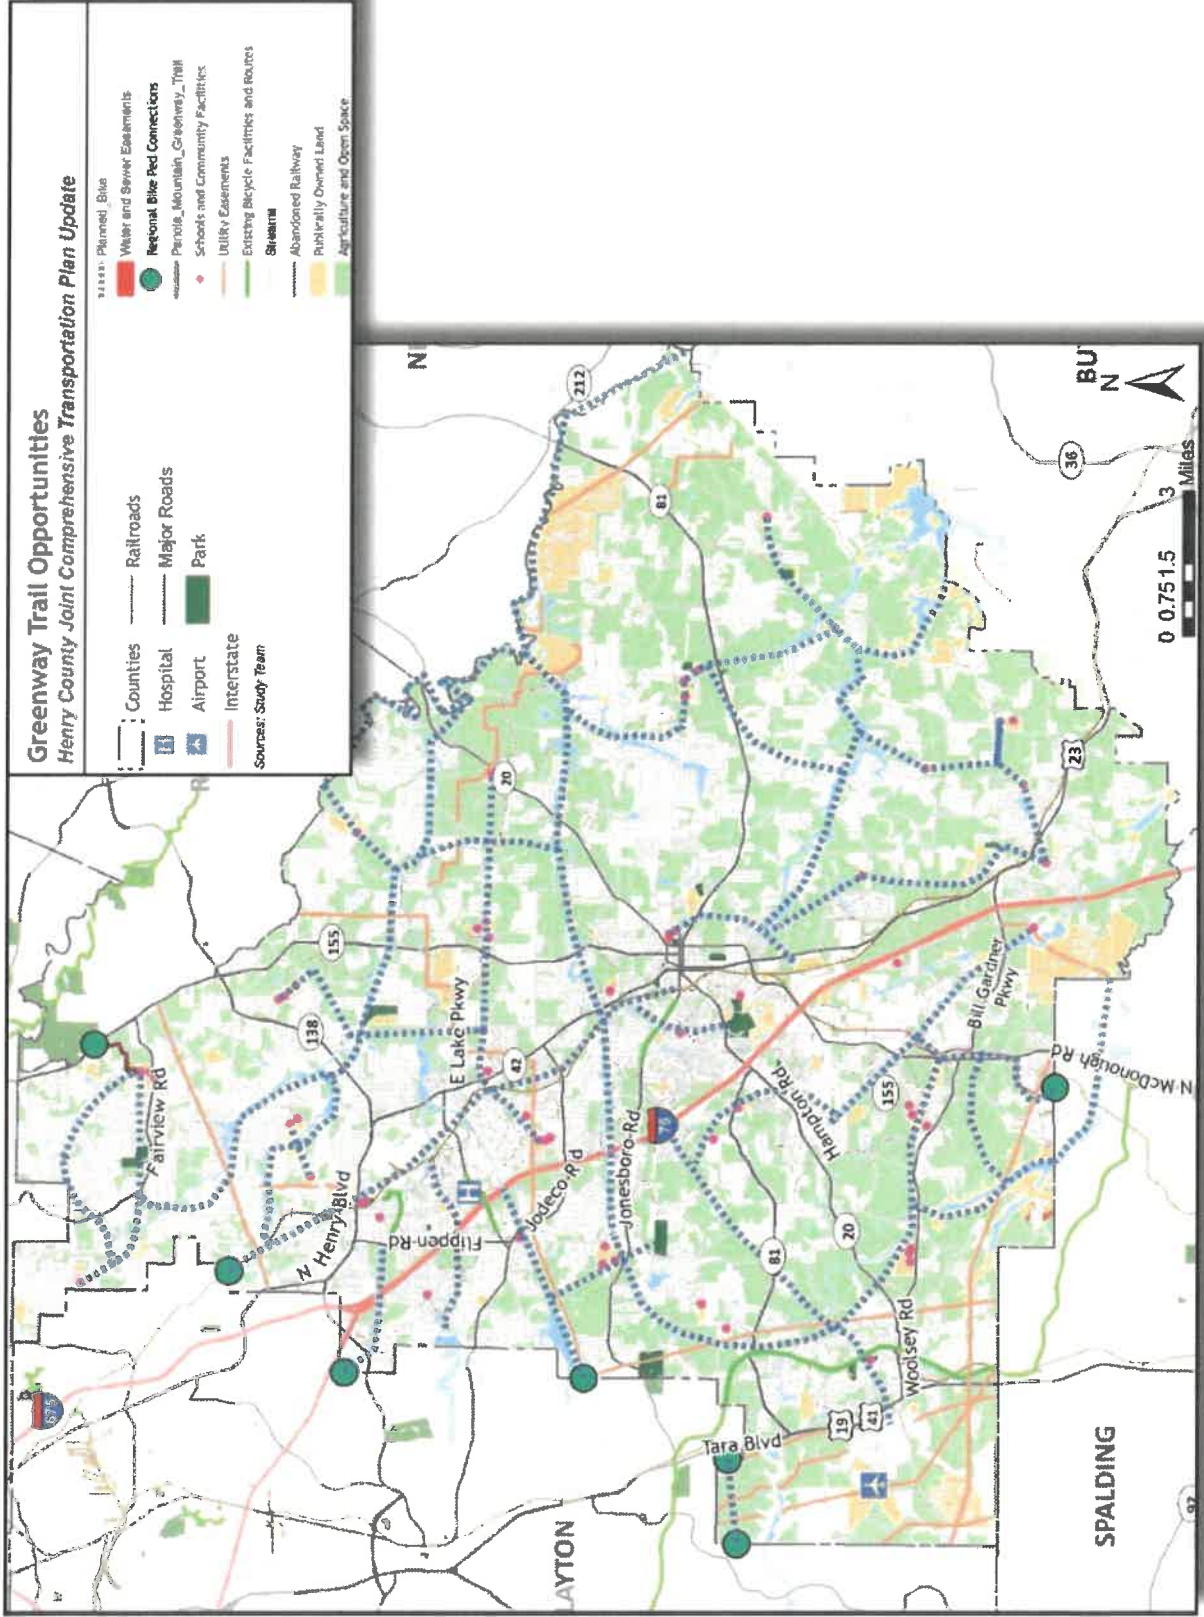 Greenway Trail Opportunities
Henry County Joint Comprehensive Transportation Plan Update
Counties
Hospital
Airport
Interstate
Railroads
Major Roads
Park
Sources: Study Team
Planned_Bike
Water and Sewer Easements
Regional Bike Ped Connections
Panola_Mountain_Greenway_Trail
Schools and Community Facilities
Utility Easements
Existing Bicycle Facilities and Routes
Streams
Abandoned Railway
Publically Owned Land
Agriculture and Open Space
R
N
212
675
155
138
Fairview Rd
N Henry Blvd
E Lake Pkwy
20
81
42
Flippen Rd
Jodeco Rd
Jonesboro Rd
75
Hampton Rd
155
Bill Gardner
Pkwy
N McDonough Rd
23
36
81
20
Woolsey Rd
19
41
Tara Blvd
AYTON
SPALDING
92
BU
N
0 0.75 1.5 3
Miles